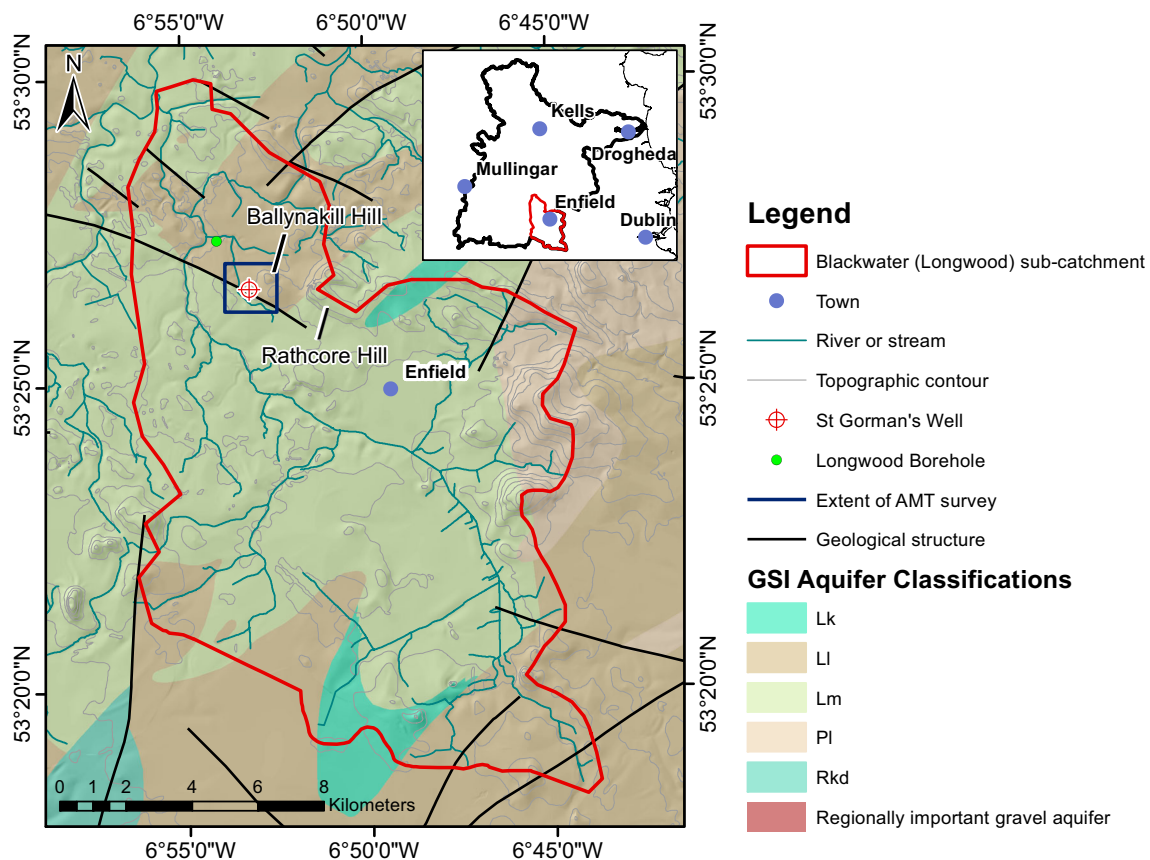 6°55'0"W
6°50'0"W
6°45'0"W
53°30'0"N
53°30'0"N
N
Kells
Drogheda
Mullingar
Enfield
Dublin
Ballynakill Hill
Rathcore Hill
Enfield
53°25'0"N
53°25'0"N
53°20'0"N
53°20'0"N
0 1 2 4 6 8
Kilometers
6°55'0"W
6°50'0"W
6°45'0"W
Legend
Blackwater (Longwood) sub-catchment
Town
River or stream
Topographic contour
St Gorman's Well
Longwood Borehole
Extent of AMT survey
Geological structure
GSI Aquifer Classifications
Lk
Ll
Lm
Pl
Rkd
Regionally important gravel aquifer